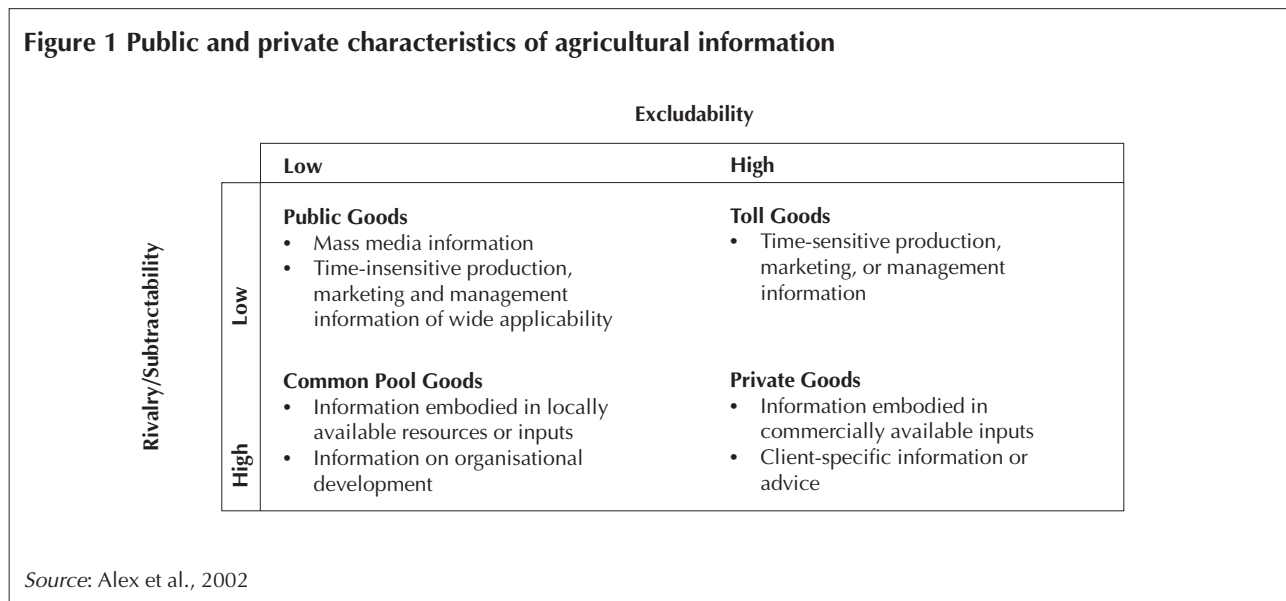 Figure 1 Public and private characteristics of agricultural information
Excludability
Low
High
Rivalry/Subtractability
Low
Public Goods
• Mass media information
• Time-insensitive production,
marketing and management
information of wide applicability
Toll Goods
• Time-sensitive production,
marketing, or management
information
High
Common Pool Goods
• Information embodied in locally
available resources or inputs
• Information on organisational
development
Private Goods
• Information embodied in
commercially available inputs
• Client-specific information or
advice
Source: Alex et al., 2002